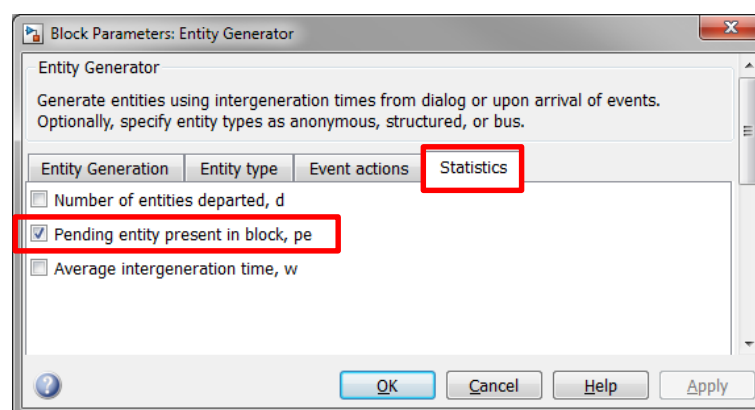 Block Parameters: Entity Generator
Entity Generator
Generate entities using intergeneration times from dialog or upon arrival of events.
Optionally, specify entity types as anonymous, structured, or bus.
Entity Generation Entity type Event actions Statistics
Number of entities departed, d
Pending entity present in block, pe
Average intergeneration time, w
OK Cancel Help Apply